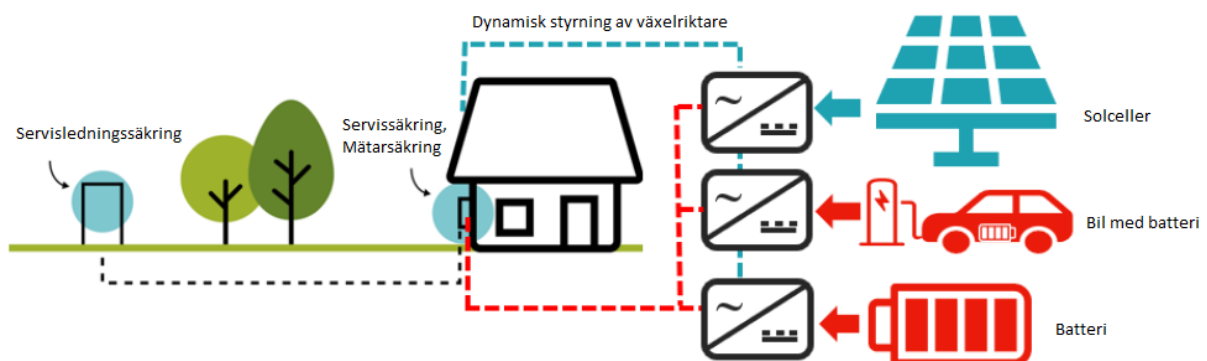 Dynamisk styrning av växelriktare
Servisledningssäkring
Servissäkring,
Mätarsäkring
Solceller
Bil med batteri
Batteri